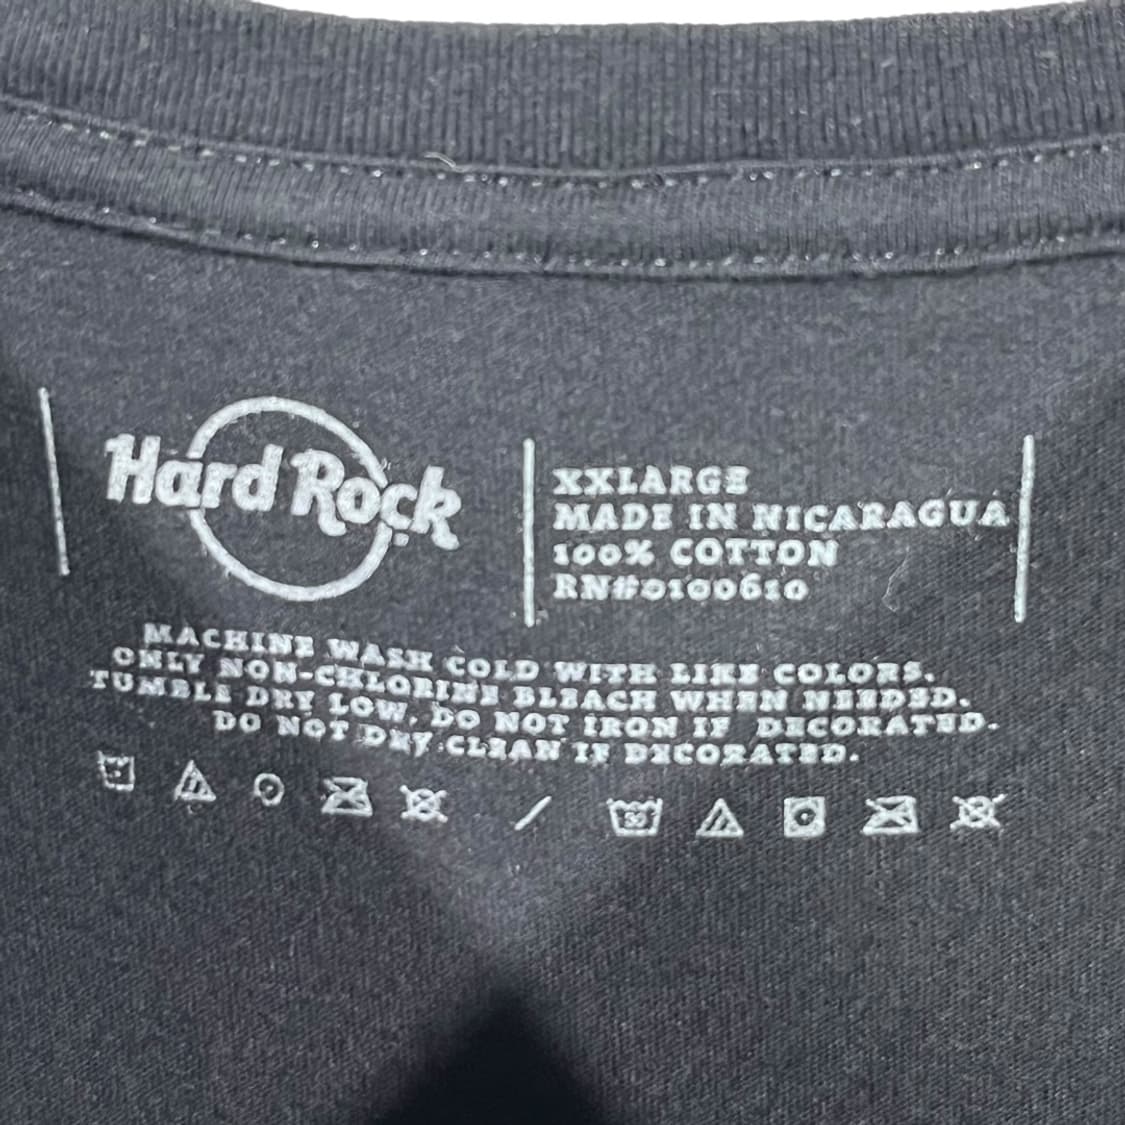 Hard Rock
XXLARGE
MADE IN NICARAGUA
100% COTTON
RN#0100610
MACHINE WASH COLD WITH LIKE COLORS.
ONLY NON-CHLORINE BLEACH WHEN NEEDED.
TUMBLE DRY LOW. DO NOT IRON IF DECORATED.
DO NOT DRY CLEAN IF DECORATED.
/ 30